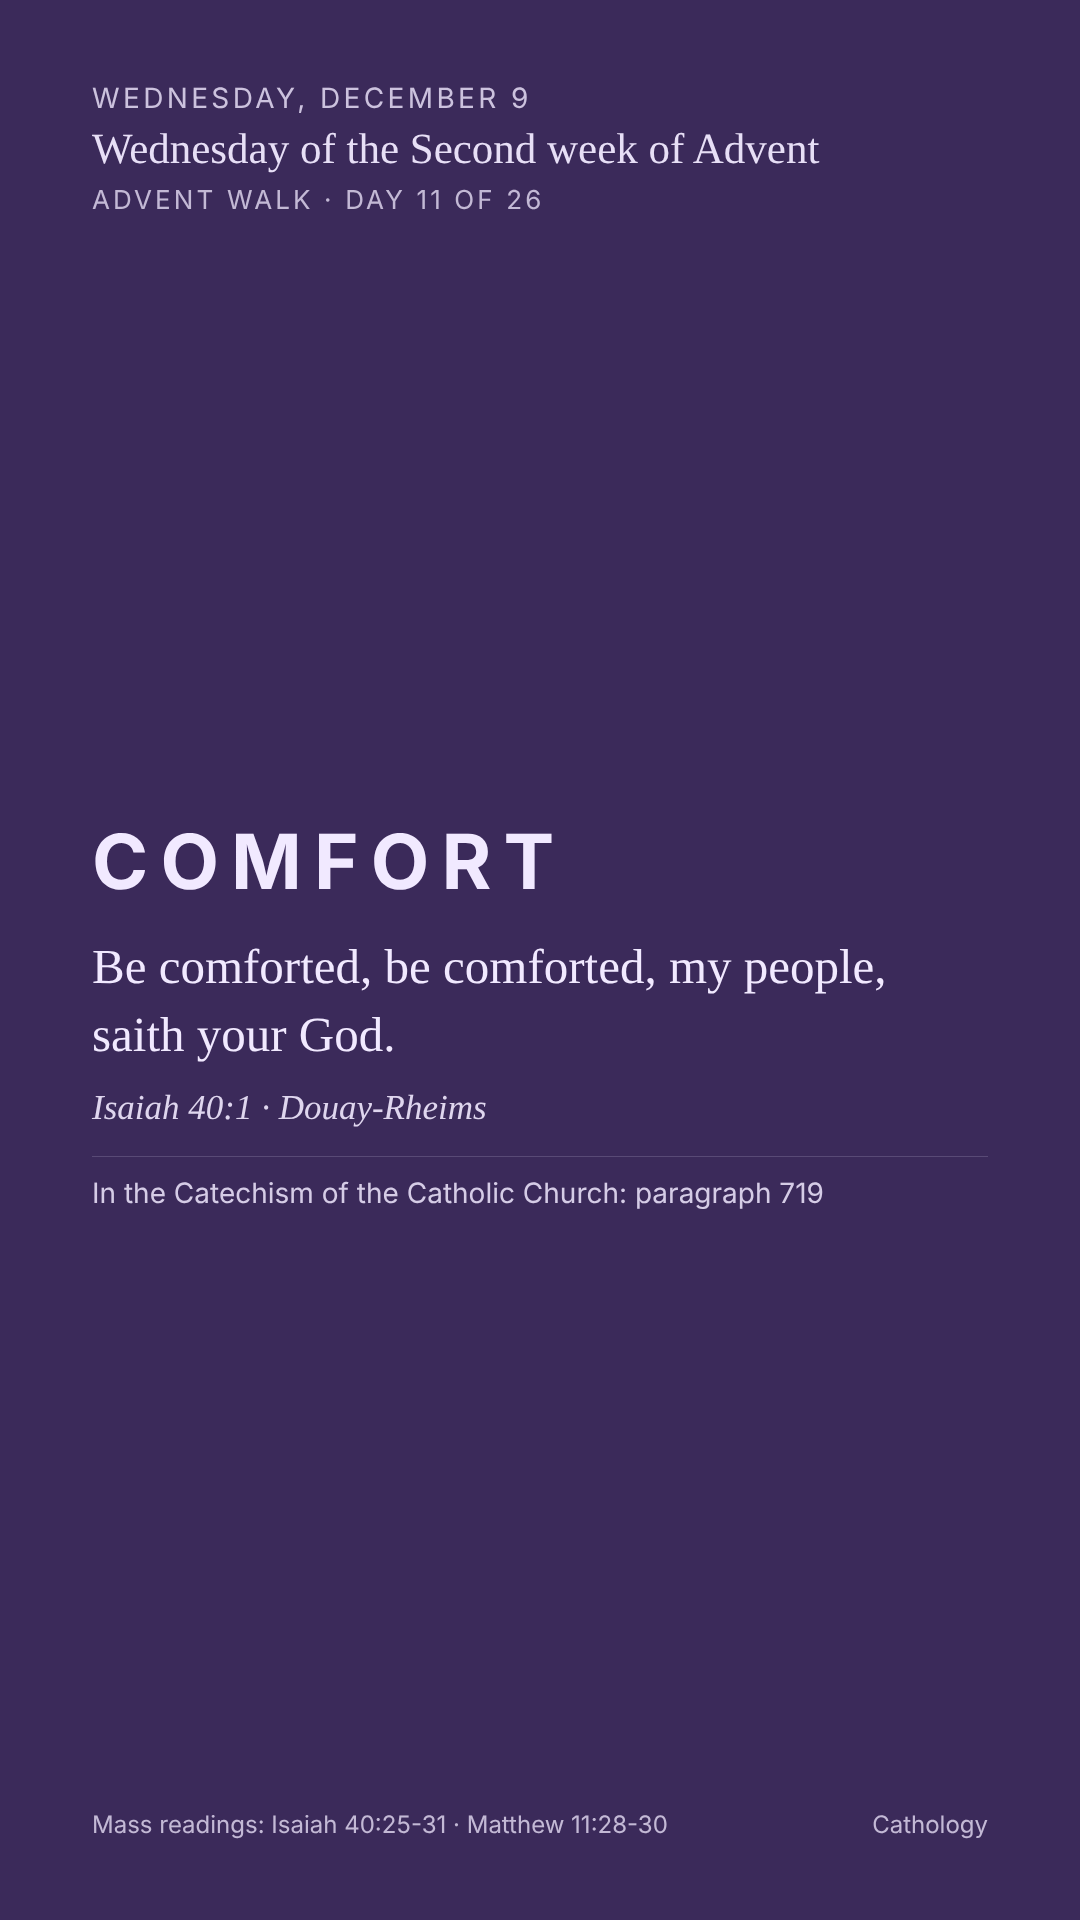 WEDNESDAY, DECEMBER 9
Wednesday of the Second week of Advent
ADVENT WALK · DAY 11 OF 26
COMFORT
Be comforted, be comforted, my people,
saith your God.
Isaiah 40:1 · Douay-Rheims
In the Catechism of the Catholic Church: paragraph 719
Mass readings: Isaiah 40:25-31 · Matthew 11:28-30
Cathology